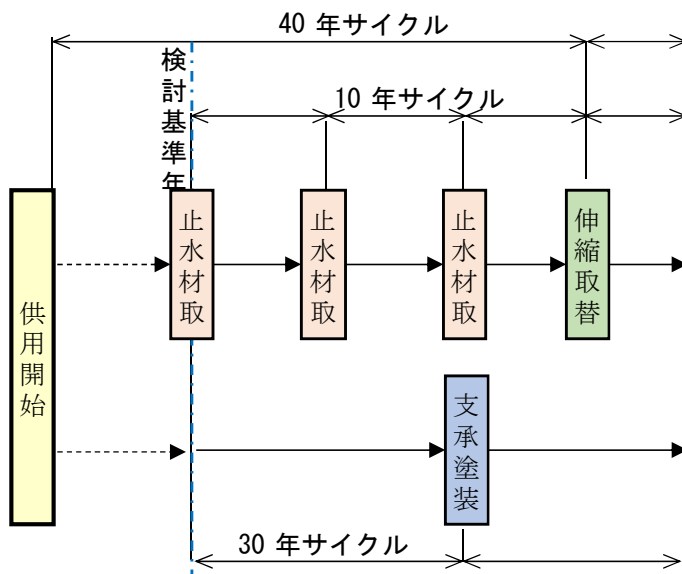 40 年サイクル
検討基準年
10 年サイクル
供用開始
止水材取
止水材取
止水材取
伸縮取替
支承塗装
30 年サイクル